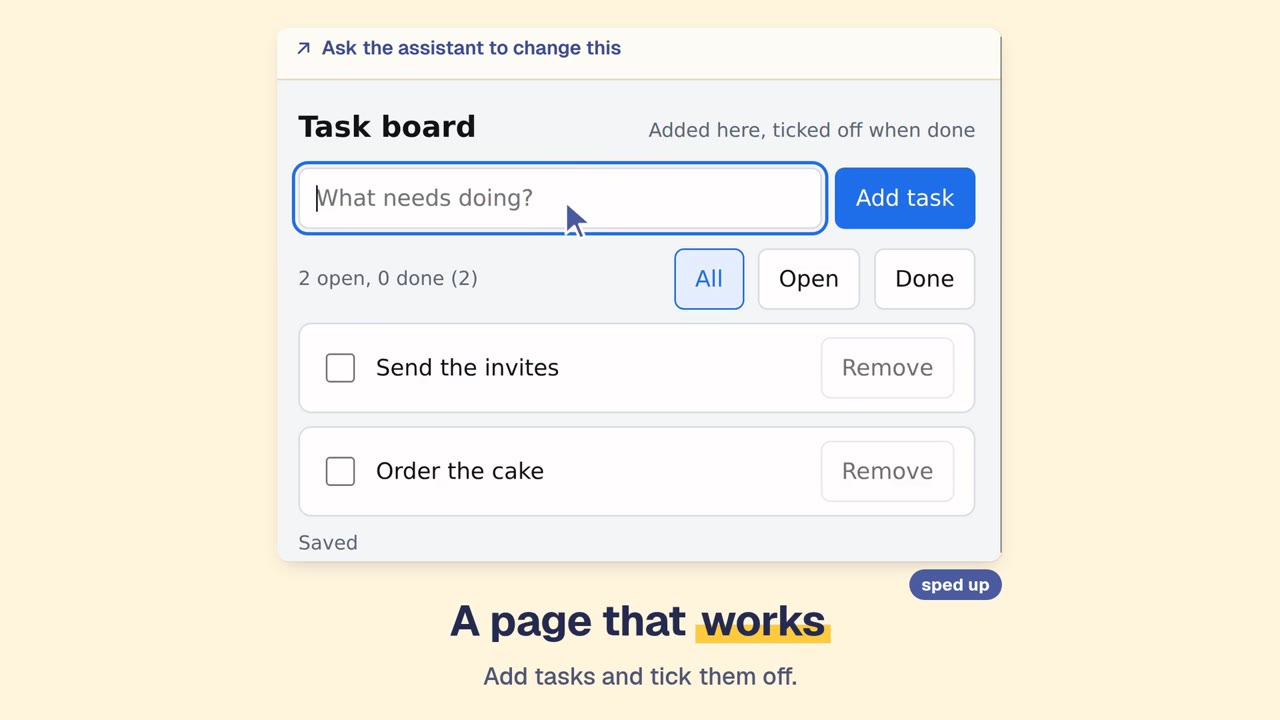 Ask the assistant to change this
Task board
Added here, ticked off when done
What needs doing?
Add task
2 open, 0 done (2)
All
Open
Done
Send the invites
Remove
Order the cake
Remove
Saved
sped up
A page that works
Add tasks and tick them off.